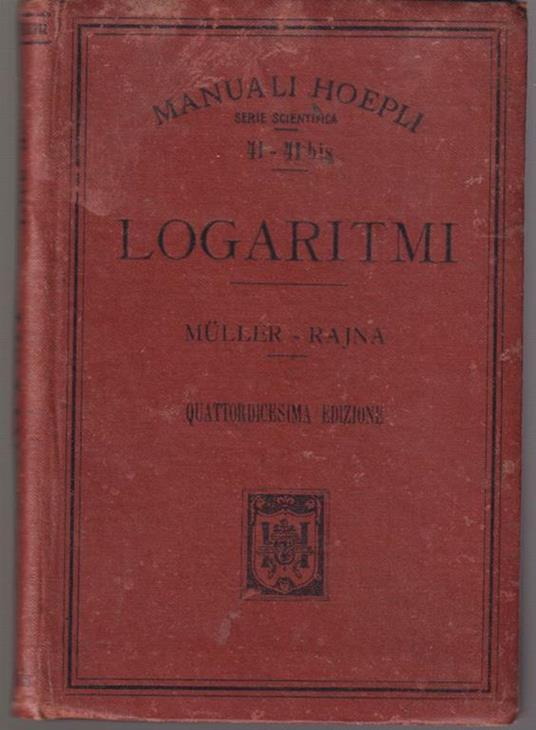 MANUALI HOEPLI
SERIE SCIENTIFICA
41-41 bis
LOGARITMI
MÜLLER - RAJNA
QUATTORDICESIMA EDIZIONE